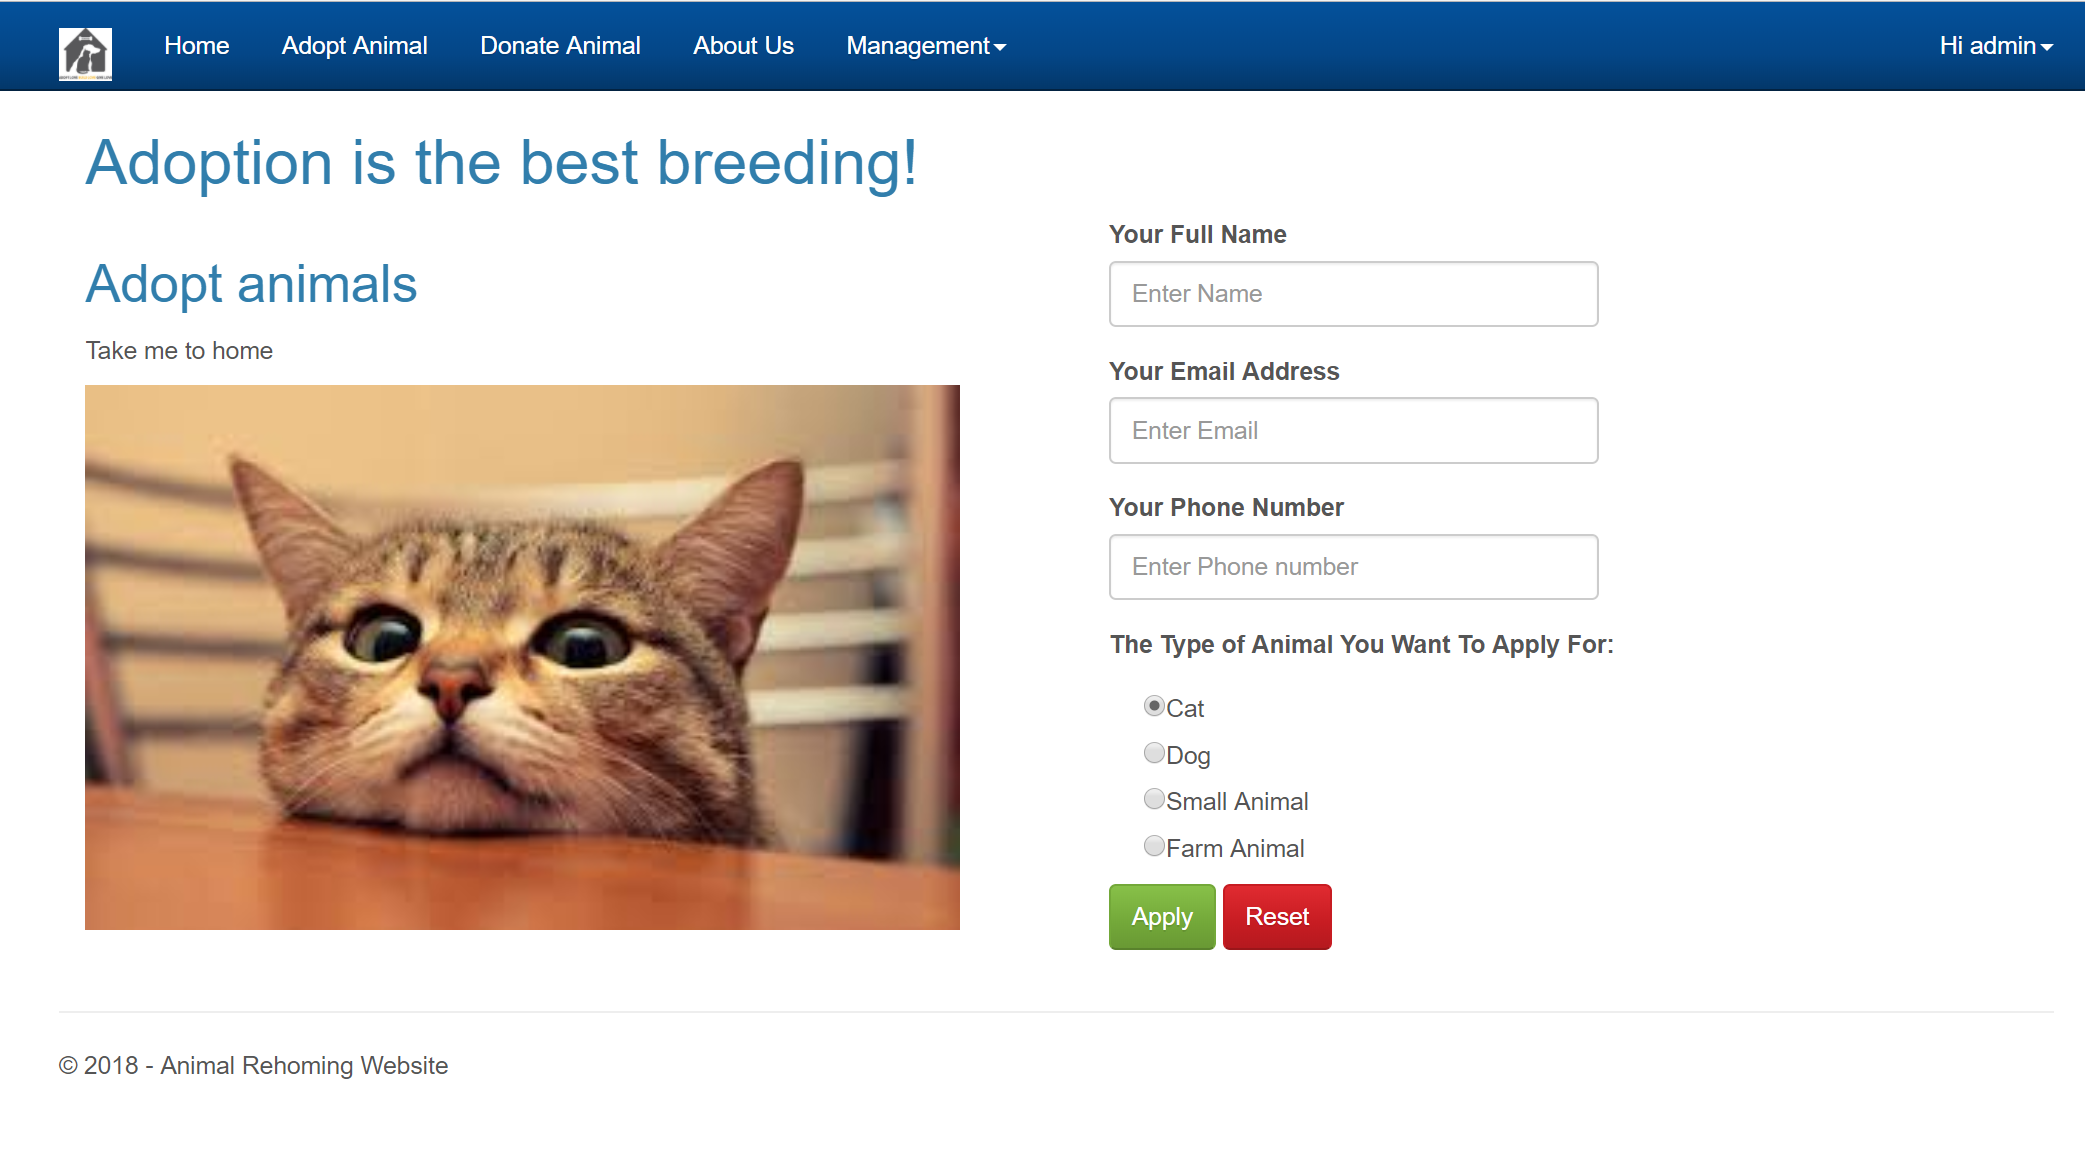 Home Adopt Animal Donate Animal About Us Management Hi admin
Adoption is the best breeding!
Adopt animals
Take me to home
Your Full Name
Enter Name
Your Email Address
Enter Email
Your Phone Number
Enter Phone number
The Type of Animal You Want To Apply For:
Cat
Dog
Small Animal
Farm Animal
Apply Reset
© 2018 - Animal Rehoming Website